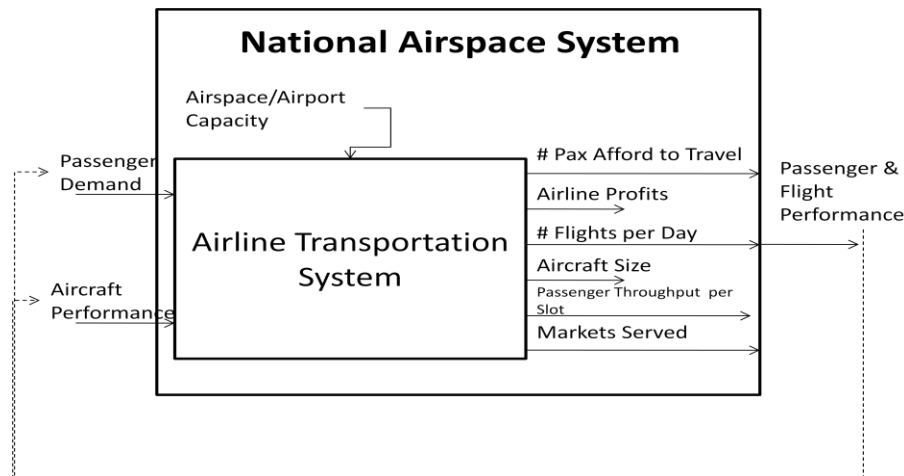 National Airspace System
Airspace/Airport
Capacity
Passenger
Demand
Aircraft
Performance
Airline Transportation
System
# Pax Afford to Travel
Airline Profits
# Flights per Day
Aircraft Size
Passenger Throughput per
Slot
Markets Served
Passenger &
Flight
Performance